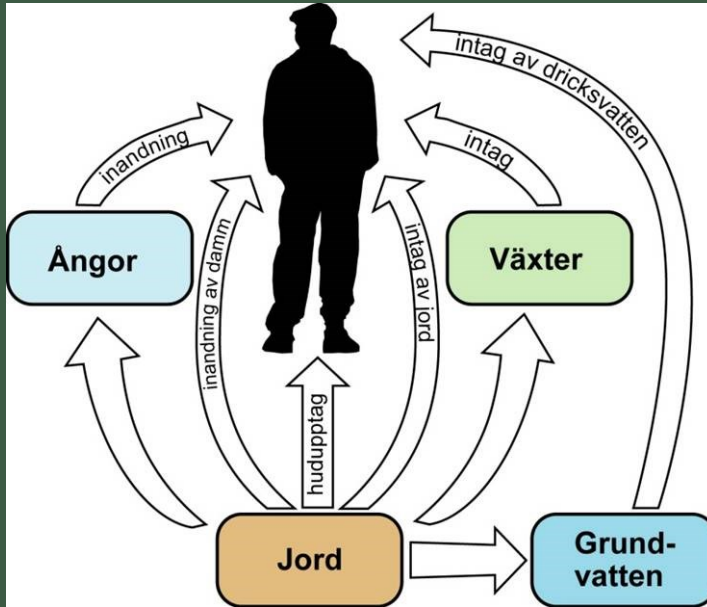 intag av dricksvatten
inandning
intag
Ångor
Växter
inandning av damm
intag av jord
hudupptag
Jord
Grund-
vatten